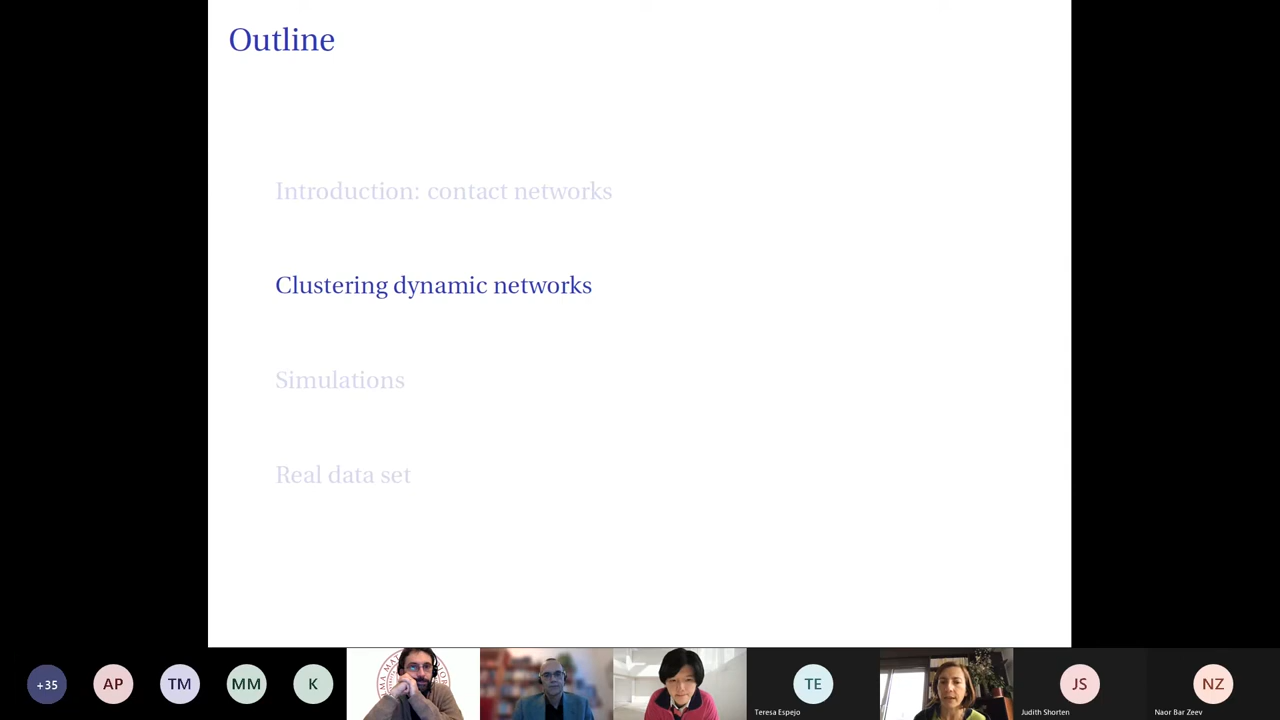 Outline
Introduction: contact networks
Clustering dynamic networks
Simulations
Real data set
+35
AP
TM
MM
K
TE
JS
NZ
Teresa Espejo
Judith Shorten
Naor Bar Zeev